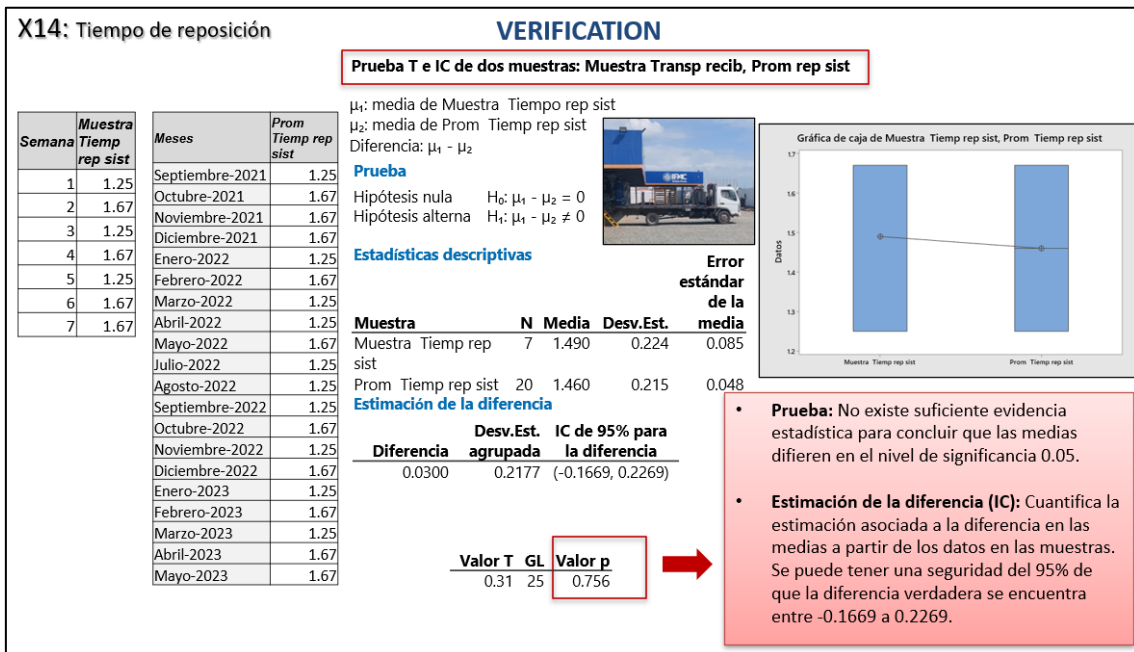 X14: Tiempo de reposición
VERIFICATION
Prueba T e IC de dos muestras: Muestra Transp recib, Prom rep sist
Semana Muestra Tiemp rep sist
1 1.25
2 1.67
3 1.25
4 1.67
5 1.25
6 1.67
7 1.67
Meses Prom Tiemp rep sist
Septiembre-2021 1.25
Octubre-2021 1.67
Noviembre-2021 1.67
Diciembre-2021 1.67
Enero-2022 1.25
Febrero-2022 1.67
Marzo-2022 1.25
Abril-2022 1.25
Mayo-2022 1.67
Julio-2022 1.25
Agosto-2022 1.25
Septiembre-2022 1.25
Octubre-2022 1.67
Noviembre-2022 1.25
Diciembre-2022 1.67
Enero-2023 1.25
Febrero-2023 1.67
Marzo-2023 1.25
Abril-2023 1.67
Mayo-2023 1.67
μ₁: media de Muestra Tiempo rep sist
μ₂: media de Prom Tiemp rep sist
Diferencia: μ₁ - μ₂
Prueba
Hipótesis nula H₀: μ₁ - μ₂ = 0
Hipótesis alterna H₁: μ₁ - μ₂ ≠ 0
Estadísticas descriptivas
Muestra N Media Desv.Est. Error estándar de la media
Muestra Tiemp rep sist 7 1.490 0.224 0.085
Prom Tiemp rep sist 20 1.460 0.215 0.048
Estimación de la diferencia
Diferencia Desv.Est. agrupada IC de 95% para la diferencia
0.0300 0.2177 (-0.1669, 0.2269)
Valor T GL Valor p
0.31 25 0.756
Gráfica de caja de Muestra Tiemp rep sist, Prom Tiemp rep sist
Datos
1.7
1.6
1.5
1.4
1.3
1.2
Muestra Tiemp rep sist
Prom Tiemp rep sist
• Prueba: No existe suficiente evidencia
estadística para concluir que las medias
difieren en el nivel de significancia 0.05.
• Estimación de la diferencia (IC): Cuantifica la
estimación asociada a la diferencia en las
medias a partir de los datos en las muestras.
Se puede tener una seguridad del 95% de
que la diferencia verdadera se encuentra
entre -0.1669 a 0.2269.